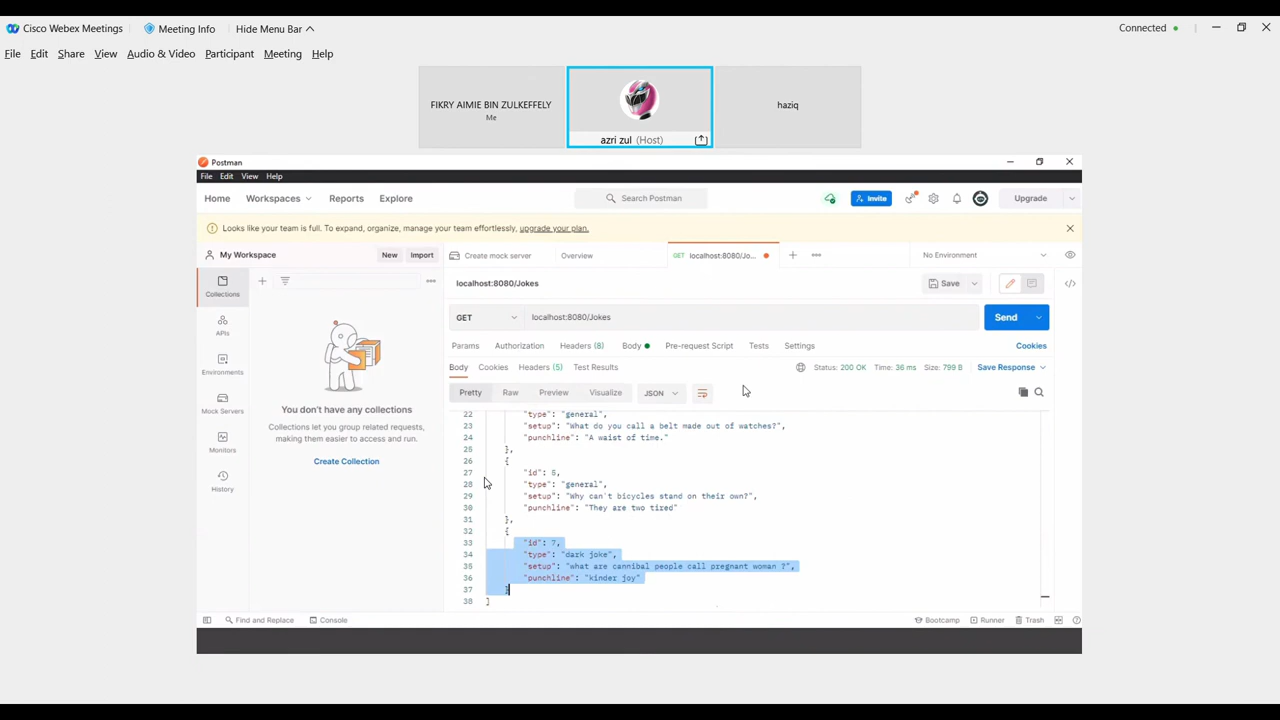 Cisco Webex Meetings Meeting Info Hide Menu Bar Connected
File Edit Share View Audio & Video Participant Meeting Help
FIKRY AIMIE BIN ZULKEFFELY
Me
azri zul (Host)
haziq
Postman
File Edit View Help
Home Workspaces Reports Explore Search Postman Invite Upgrade
Looks like your team is full. To expand, organize, manage your team effortlessly, upgrade your plan.
My Workspace New Import Create mock server Overview GET localhost:8080/Jo... No Environment
localhost:8080/Jokes Save
GET localhost:8080/Jokes Send
Params Authorization Headers (8) Body Pre-request Script Tests Settings Cookies
Body Cookies Headers (5) Test Results Status: 200 OK Time: 36 ms Size: 799 B Save Response
Pretty Raw Preview Visualize JSON
Collections
APIs
Environments
Mock Servers
Monitors
History
You don't have any collections
Collections let you group related requests,
making them easier to access and run.
Create Collection
22 "type": "general",
23 "setup": "What do you call a belt made out of watches?",
24 "punchline": "A waist of time."
25 },
26 {
27 "id": 5,
28 "type": "general",
29 "setup": "Why can't bicycles stand on their own?",
30 "punchline": "They are two tired"
31 },
32 {
33 "id": 7,
34 "type": "dark joke",
35 "setup": "what are cannibal people call pregnant woman ?",
36 "punchline": "kinder joy"
37 }
38 ]
Find and Replace Console Bootcamp Runner Trash